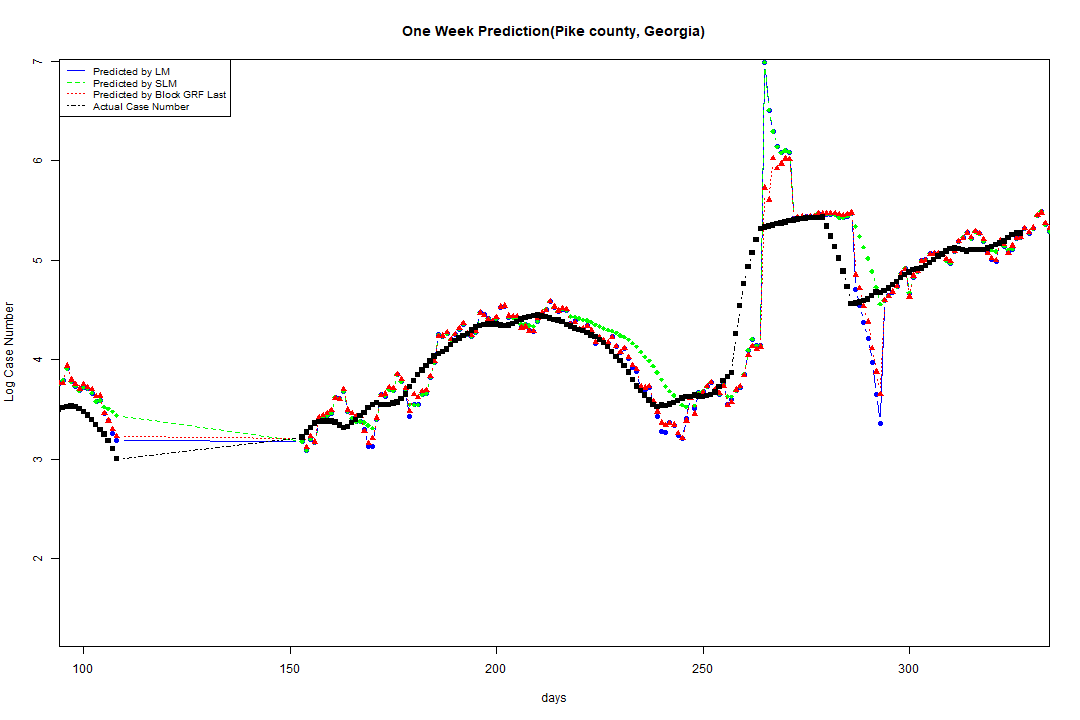 One Week Prediction(Pike county, Georgia)
Predicted by LM
Predicted by SLM
Predicted by Block GRF Last
Actual Case Number
7
6
5
4
3
2
Log Case Number
100 150 200 250 300
days